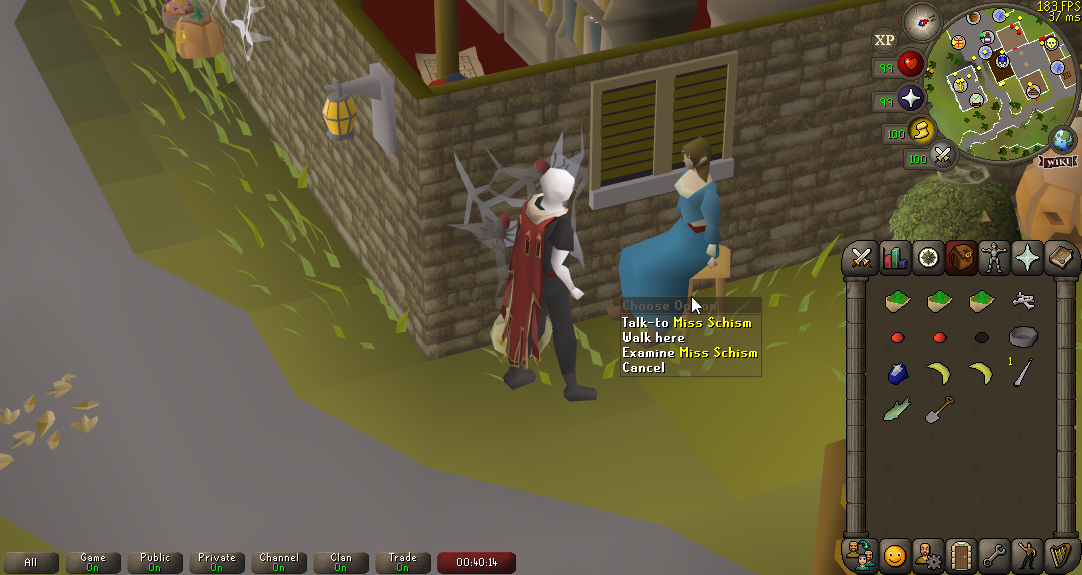 183 FPS
37 ms
XP
99
99
100
100
WIKI
Choose Option
Talk-to Miss Schism
Walk here
Examine Miss Schism
Cancel
1
All
Game
On
Public
On
Private
On
Channel
On
Clan
On
Trade
On
00:40:14